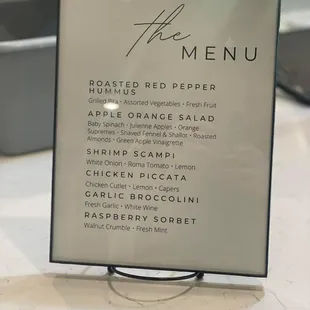 the
MENU
ROASTED RED PEPPER
HUMMUS
Grilled Pita • Assorted Vegetables • Fresh Fruit
APPLE ORANGE SALAD
Baby Spinach • Julienne Apples • Orange
Supremes • Shaved Fennel & Shallot • Roasted
Almonds • Green Apple Vinaigrette
SHRIMP SCAMPI
White Onion • Roma Tomato • Lemon
CHICKEN PICCATA
Chicken Cutlet • Lemon • Capers
GARLIC BROCCOLINI
Fresh Garlic • White Wine
RASPBERRY SORBET
Walnut Crumble • Fresh Mint